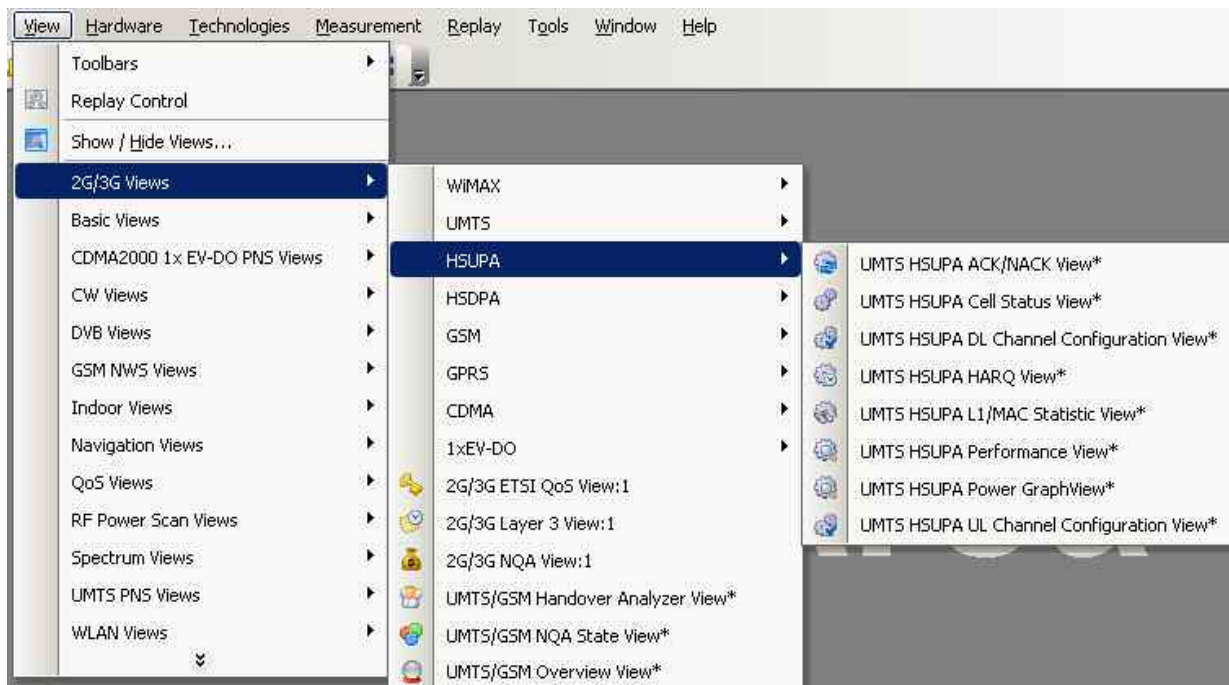 View Hardware Technologies Measurement Replay Tools Window Help
Toolbars
Replay Control
Show / Hide Views...
2G/3G Views
Basic Views
CDMA2000 1x EV-DO PNS Views
CW Views
DVB Views
GSM NWS Views
Indoor Views
Navigation Views
QoS Views
RF Power Scan Views
Spectrum Views
UMTS PNS Views
WLAN Views
WiMAX
UMTS
HSUPA
HSDPA
GSM
GPRS
CDMA
1xEV-DO
2G/3G ETSI QoS View:1
2G/3G Layer 3 View:1
2G/3G NQA View:1
UMTS/GSM Handover Analyzer View*
UMTS/GSM NQA State View*
UMTS/GSM Overview View*
UMTS HSUPA ACK/NACK View*
UMTS HSUPA Cell Status View*
UMTS HSUPA DL Channel Configuration View*
UMTS HSUPA HARQ View*
UMTS HSUPA L1/MAC Statistic View*
UMTS HSUPA Performance View*
UMTS HSUPA Power GraphView*
UMTS HSUPA UL Channel Configuration View*